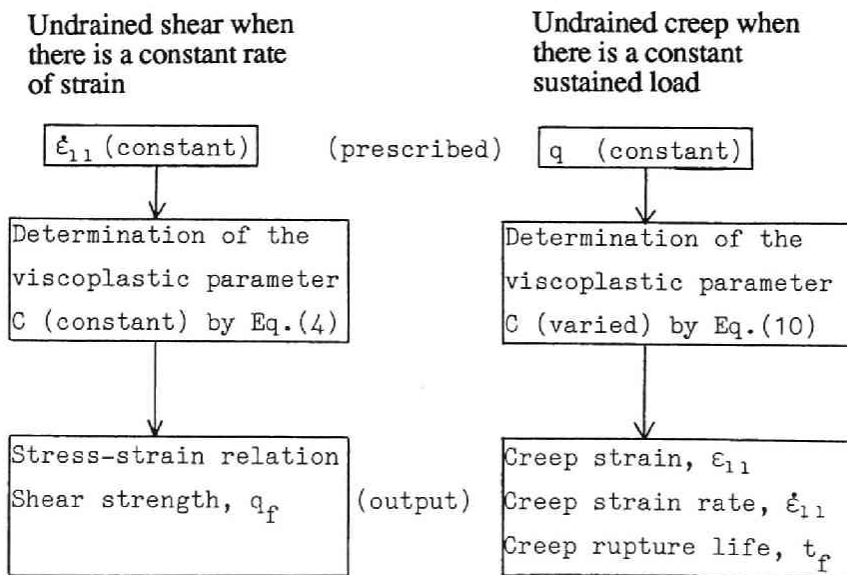 Undrained shear when
there is a constant rate
of strain
Undrained creep when
there is a constant
sustained load
ε̇₁₁ (constant)
(prescribed)
q (constant)
Determination of the
viscoplastic parameter
C (constant) by Eq.(4)
Determination of the
viscoplastic parameter
C (varied) by Eq.(10)
Stress-strain relation
Shear strength, q_f
(output)
Creep strain, ε₁₁
Creep strain rate, ε̇₁₁
Creep rupture life, t_f